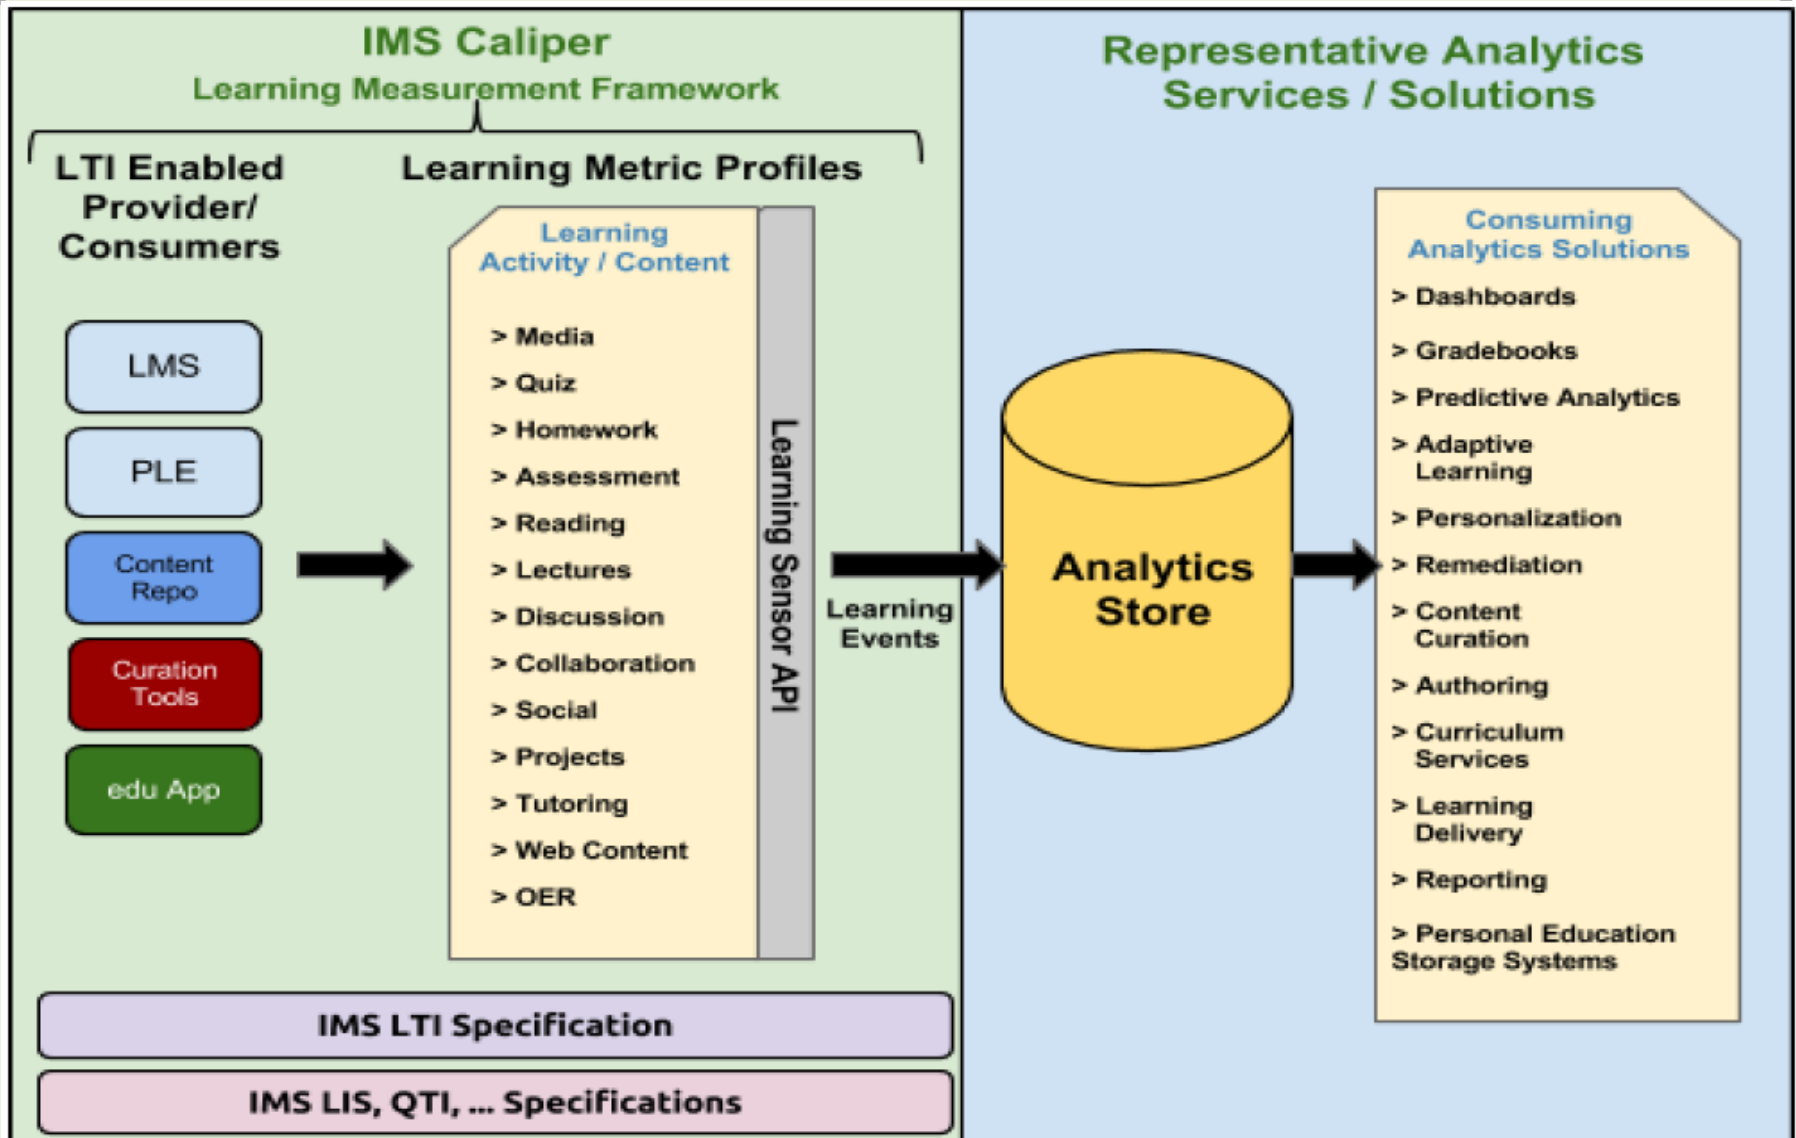 IMS Caliper
Learning Measurement Framework
LTI Enabled
Provider/
Consumers
LMS
PLE
Content
Repo
Curation
Tools
edu App
Learning Metric Profiles
Learning
Activity / Content
> Media
> Quiz
> Homework
> Assessment
> Reading
> Lectures
> Discussion
> Collaboration
> Social
> Projects
> Tutoring
> Web Content
> OER
Learning Sensor API
Learning
Events
IMS LTI Specification
IMS LIS, QTI, ... Specifications
Representative Analytics
Services / Solutions
Analytics
Store
Consuming
Analytics Solutions
> Dashboards
> Gradebooks
> Predictive Analytics
> Adaptive
Learning
> Personalization
> Remediation
> Content
Curation
> Authoring
> Curriculum
Services
> Learning
Delivery
> Reporting
> Personal Education
Storage Systems